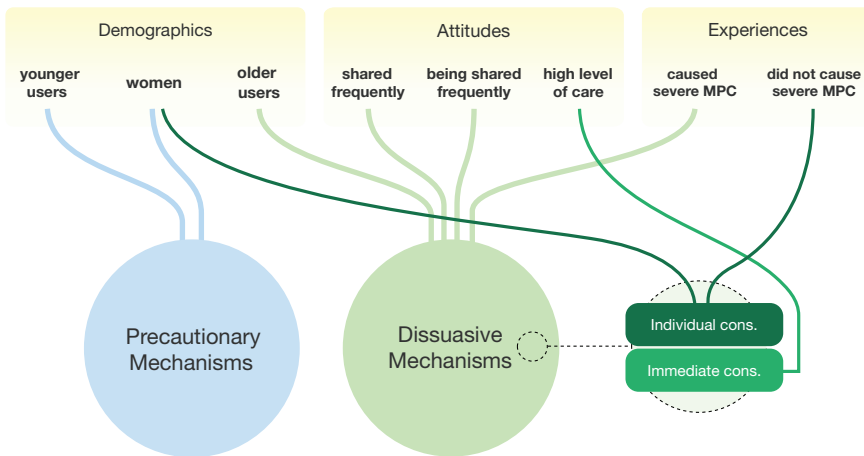 Demographics
younger
users
women
older
users
Attitudes
shared
frequently
being shared
frequently
high level
of care
Experiences
caused
severe MPC
did not cause
severe MPC
Precautionary
Mechanisms
Dissuasive
Mechanisms
Individual cons.
Immediate cons.